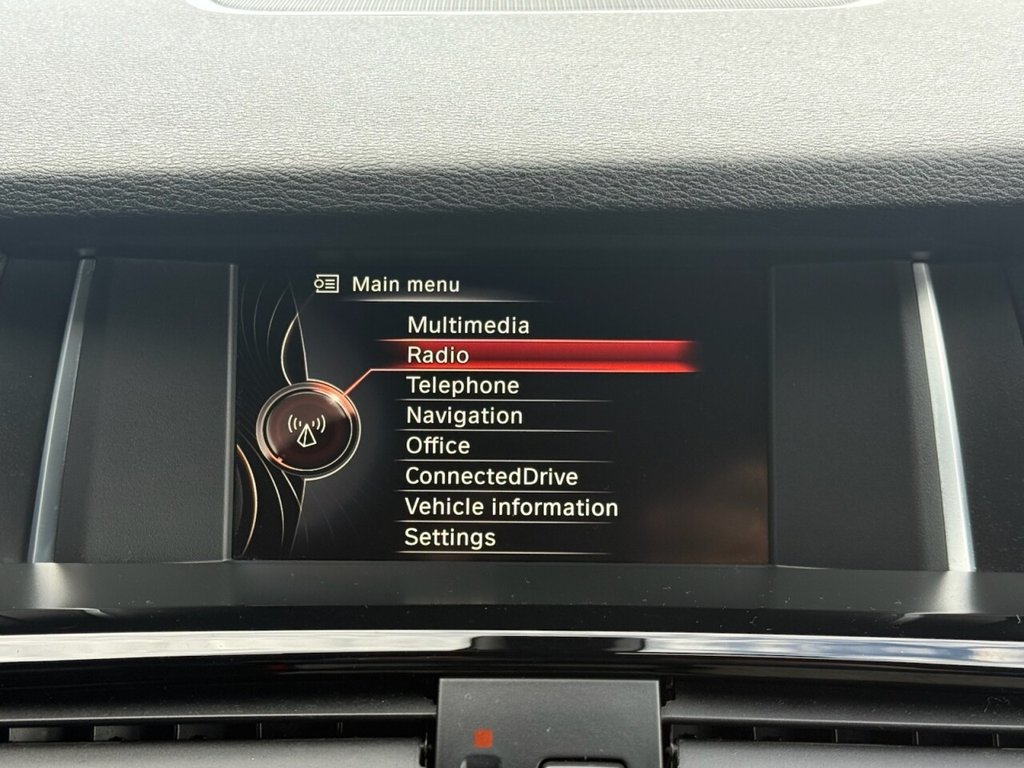 Main menu
Multimedia
Radio
Telephone
Navigation
Office
ConnectedDrive
Vehicle information
Settings